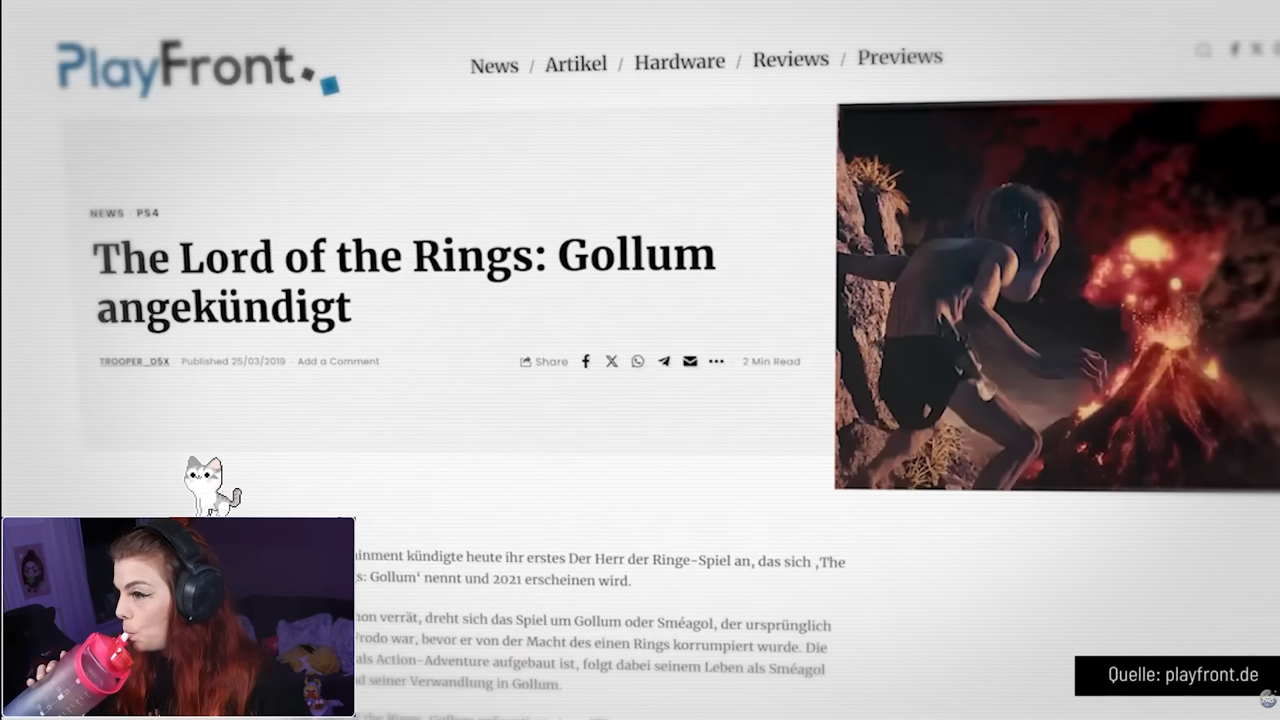 PlayFront
News / Artikel / Hardware / Reviews / Previews
NEWS PS4
The Lord of the Rings: Gollum
angekündigt
TROOPER_D5X Published 25/03/2019 Add a Comment Share 2 Min Read
kündigte heute ihr erstes Der Herr der Ringe-Spiel an, das sich ‚The
Gollum‘ nennt und 2021 erscheinen wird.
verrät, dreht sich das Spiel um Gollum oder Sméagol, der ursprünglich
war, bevor er von der Macht des einen Rings korrumpiert wurde. Die
als Action-Adventure aufgebaut ist, folgt dabei seinem Leben als Sméagol
seiner Verwandlung in Gollum.
Quelle: playfront.de